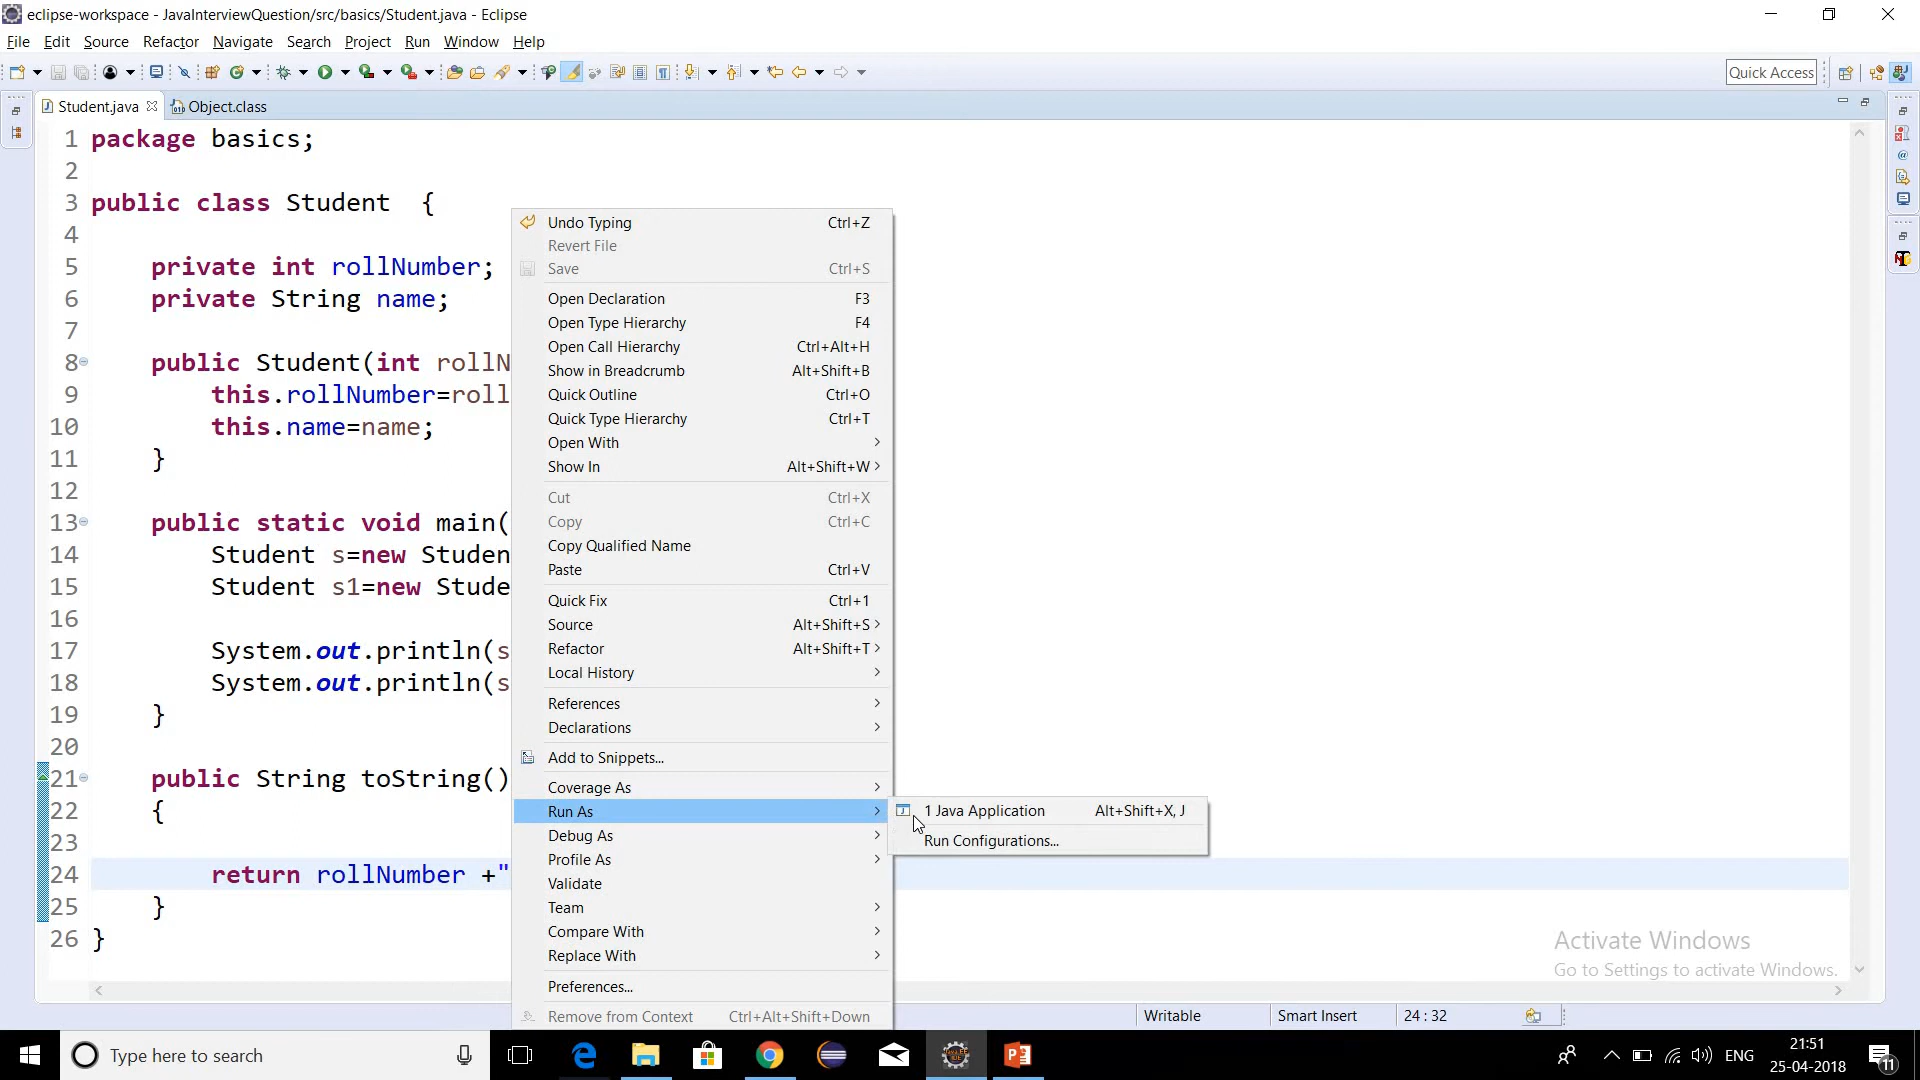 eclipse-workspace - JavaInterviewQuestion/src/basics/Student.java - Eclipse
File Edit Source Refactor Navigate Search Project Run Window Help
Quick Access
Student.java Object.class
1 package basics;
2
3 public class Student {
4
5 private int rollNumber;
6 private String name;
7
8 public Student(int rollN
9 this.rollNumber=roll
10 this.name=name;
11 }
12
13 public static void main(
14 Student s=new Studen
15 Student s1=new Stude
16
17 System.out.println(s
18 System.out.println(s
19 }
20
21 public String toString()
22 {
23
24 return rollNumber +"
25 }
26 }
Undo Typing Ctrl+Z
Revert File
Save Ctrl+S
Open Declaration F3
Open Type Hierarchy F4
Open Call Hierarchy Ctrl+Alt+H
Show in Breadcrumb Alt+Shift+B
Quick Outline Ctrl+O
Quick Type Hierarchy Ctrl+T
Open With
Show In Alt+Shift+W
Cut Ctrl+X
Copy Ctrl+C
Copy Qualified Name
Paste Ctrl+V
Quick Fix Ctrl+1
Source Alt+Shift+S
Refactor Alt+Shift+T
Local History
References
Declarations
Add to Snippets...
Coverage As
Run As
Debug As
Profile As
Validate
Team
Compare With
Replace With
Preferences...
Remove from Context Ctrl+Alt+Shift+Down
1 Java Application Alt+Shift+X, J
Run Configurations...
Activate Windows
Go to Settings to activate Windows.
Writable Smart Insert 24 : 32
Type here to search
ENG
21:51
25-04-2018
11